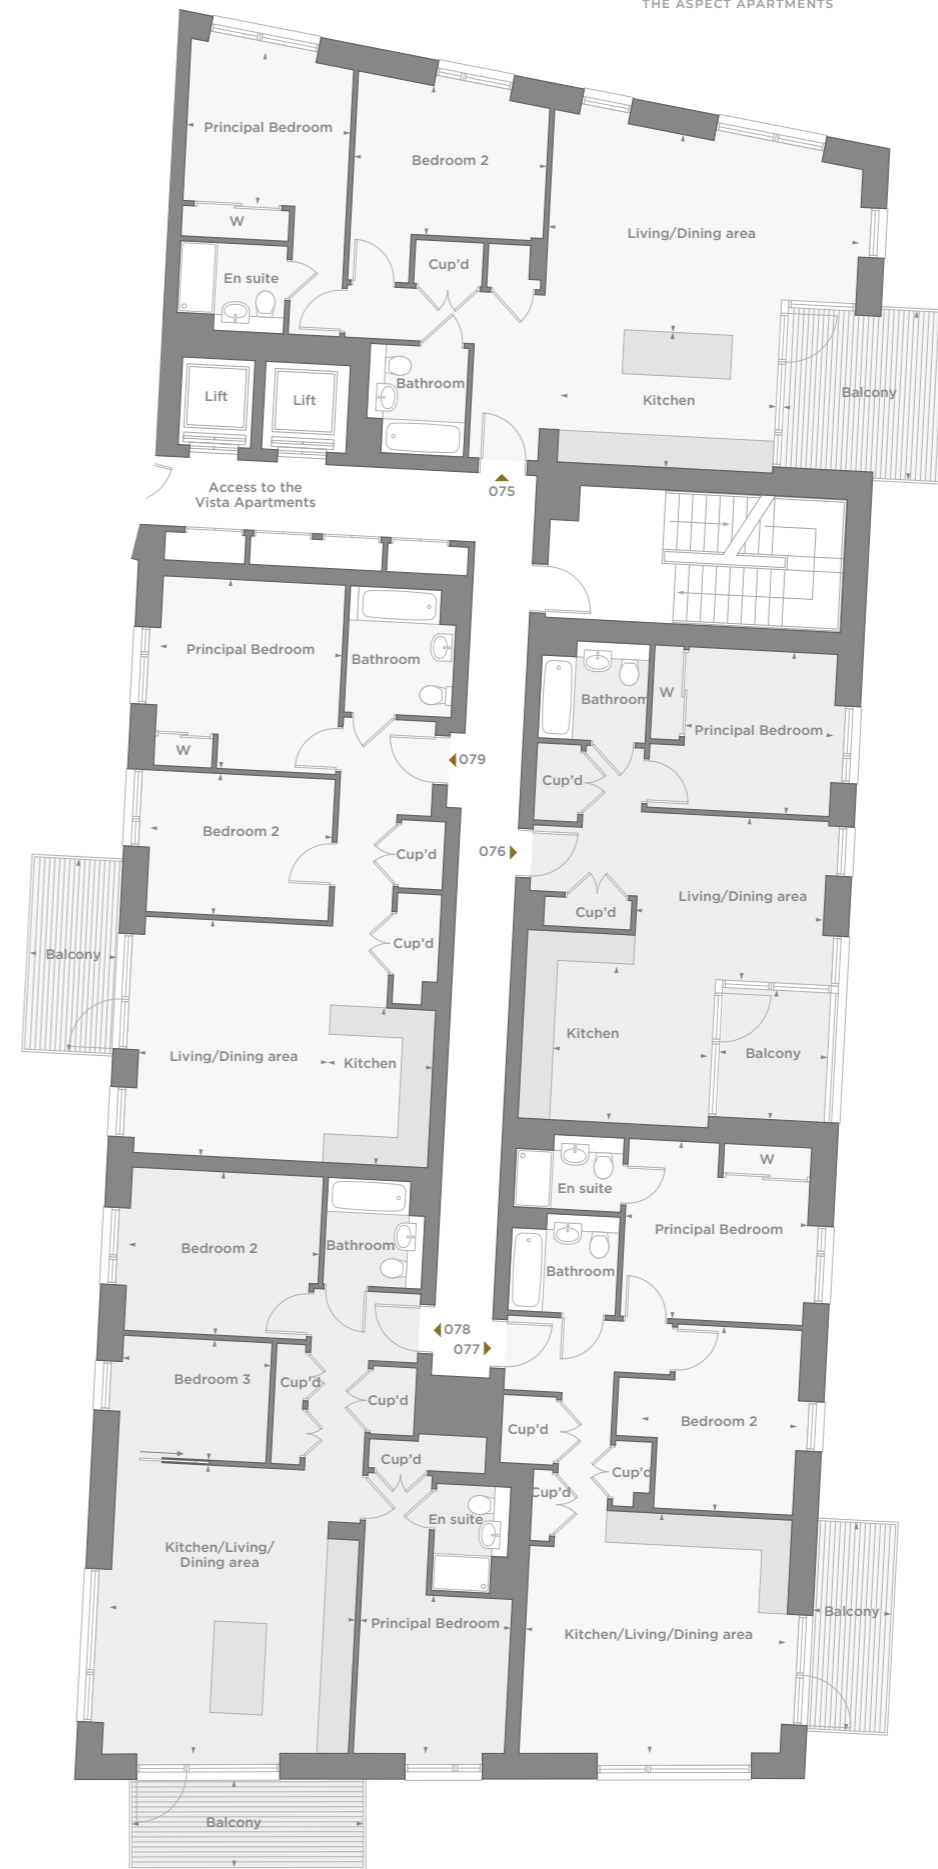 THE ASPECT APARTMENTS
Principal Bedroom
Bedroom 2
W
Living/Dining area
En suite
Cup'd
Lift
Lift
Bathroom
Kitchen
Balcony
Access to the
Vista Apartments
075
Principal Bedroom
Bathroom
W
079
Bedroom 2
Cup'd
Cup'd
Balcony
Living/Dining area
Kitchen
Bathroom
W
Principal Bedroom
Cup'd
076
Living/Dining area
Cup'd
Kitchen
Balcony
Bedroom 2
Bathroom
078
Bedroom 3
Cup'd
Cup'd
Cup'd
En suite
Kitchen/Living/
Dining area
Principal Bedroom
Balcony
W
En suite
Principal Bedroom
Bathroom
077
Bedroom 2
Cup'd
Cup'd
Cup'd
Kitchen/Living/Dining area
Balcony